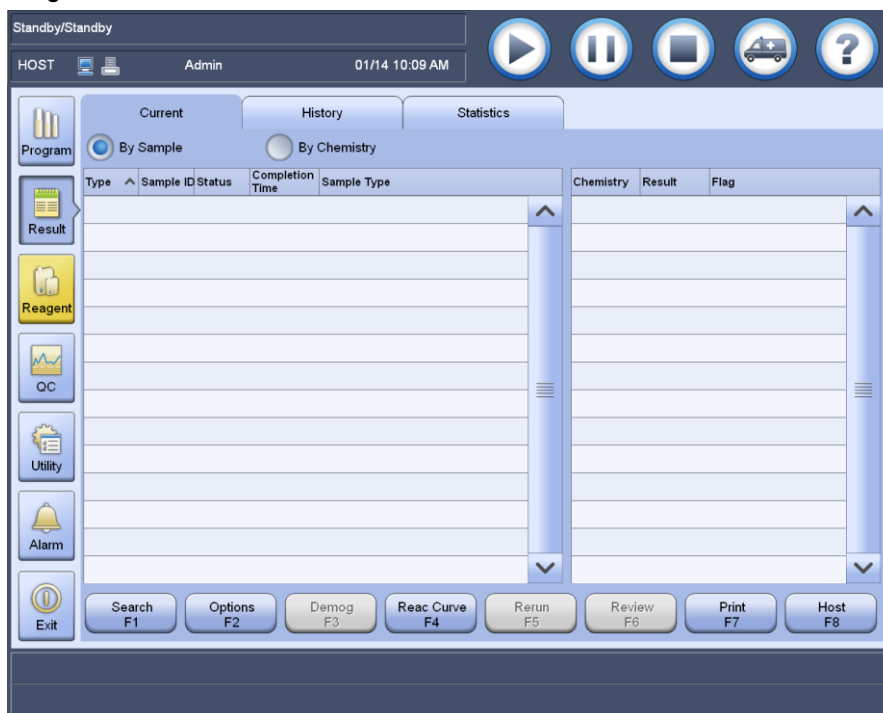 Standby/Standby
HOST Admin 01/14 10:09 AM
?
Current History Statistics
Program
By Sample By Chemistry
Type Sample ID Status Completion Time Sample Type Chemistry Result Flag
Result
Reagent
QC
Utility
Alarm
Exit
Search F1 Options F2 Demog F3 Reac Curve F4 Rerun F5 Review F6 Print F7 Host F8